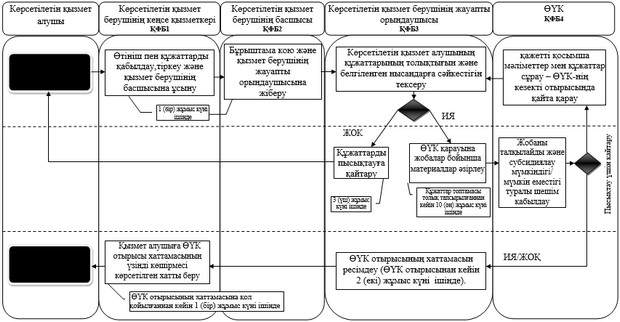 Көрсетілетін қызмет
алушы
Көрсетілетін қызмет
берушінің кеңсе қызметкері
ҚФБ1
Көрсетілетін қызмет
берушінің басшысы
ҚФБ2
Көрсетілетін қызмет берушінің жауапты
орындаушысы
ҚФБ3
ӨҮК
ҚФБ4
Өтініш пен құжаттарды
қабылдау,тіркеу және
қызмет берушінің
басшысына ұсыну
1 (бір) жұмыс күні
ішінде
Бұрыштама қою және
қызмет берушінің
жауапты
орындаушысына
жіберу
Көрсетілетін қызмет алушының
құжаттарының толықтығын және
белгіленген нысандарға сәйкестігін
тексеру
қажетті қосымша
мәліметтер мен құжаттар
сұрау – ӨҮК-нің
кезекті отырысында
қайта қарау
ЖОК
ИЯ
Құжаттарды
пысықтауға
қайтару
3 (үш) жұмыс
күні ішінде
ӨҮК қарауына
жобалар бойынша
материалдар әзірлеу
Құжаттар топтамасы
толық тапсырылғаннан
кейін 10 (он) жұмыс күні
ішінде
Жобаны
талқылайды және
субсидиялау
мүмкіндігі/
мүмкін еместігі
туралы шешім
қабылдау
Пысықтау үшін қайтару
Қызмет алушыға ӨҮК
отырысы хаттамасының
үзінді көшірмесі
көрсетілген хатты беру
ӨҮК отырысының хаттамасына қол
қойылғаннан кейін 1 (бір) жұмыс күні ішінде
ӨҮК отырысының хаттамасын
ресімдеу (ӨҮК отырысынан кейін
2 (екі) жұмыс күні ішінде).
ИЯ/ЖОҚ